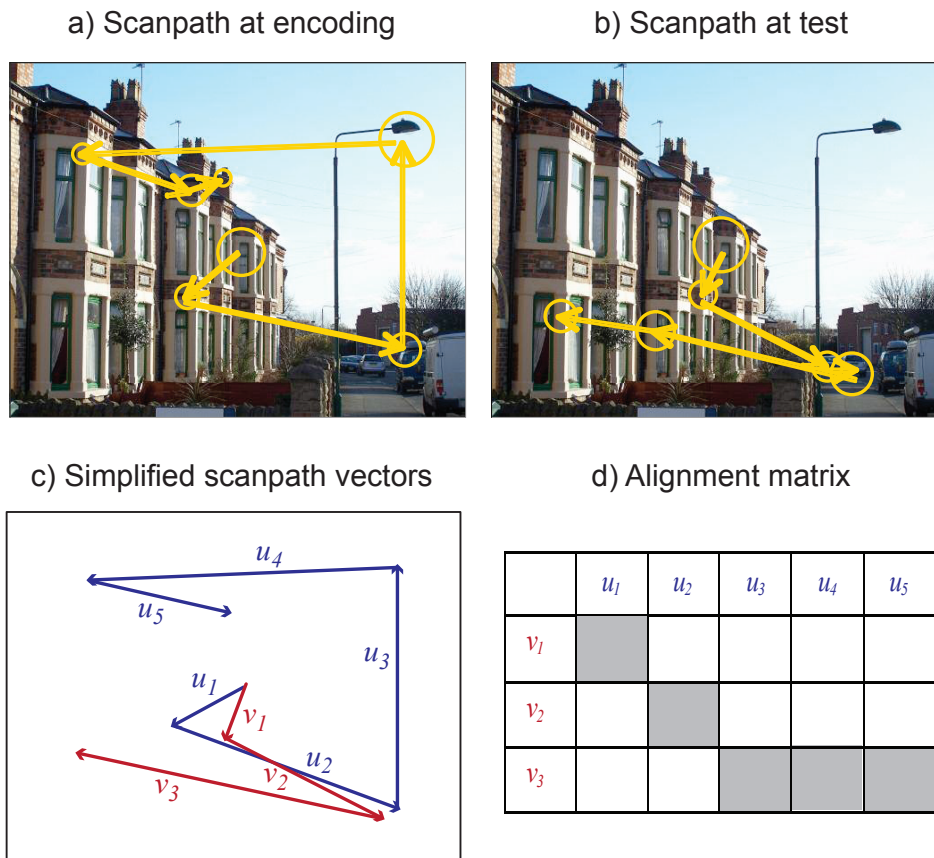 a) Scanpath at encoding
b) Scanpath at test
c) Simplified scanpath vectors
u4
u5
u3
u1
v1
u2
v2
v3
d) Alignment matrix
u1 u2 u3 u4 u5
v1
v2
v3